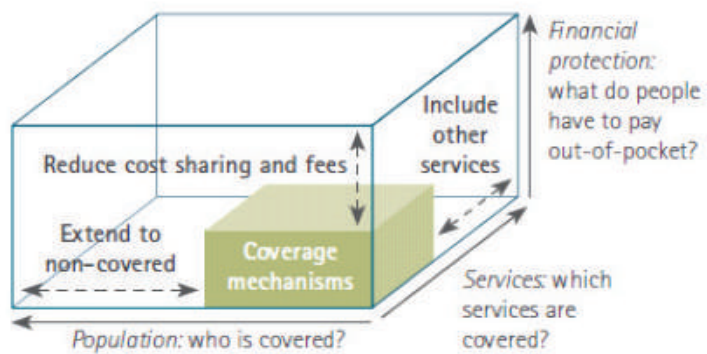 Financial
protection:
what do people
have to pay
out-of-pocket?
Include
other
services
Reduce cost sharing and fees
Extend to
non-covered
Coverage
mechanisms
Services: which
services are
covered?
Population: who is covered?